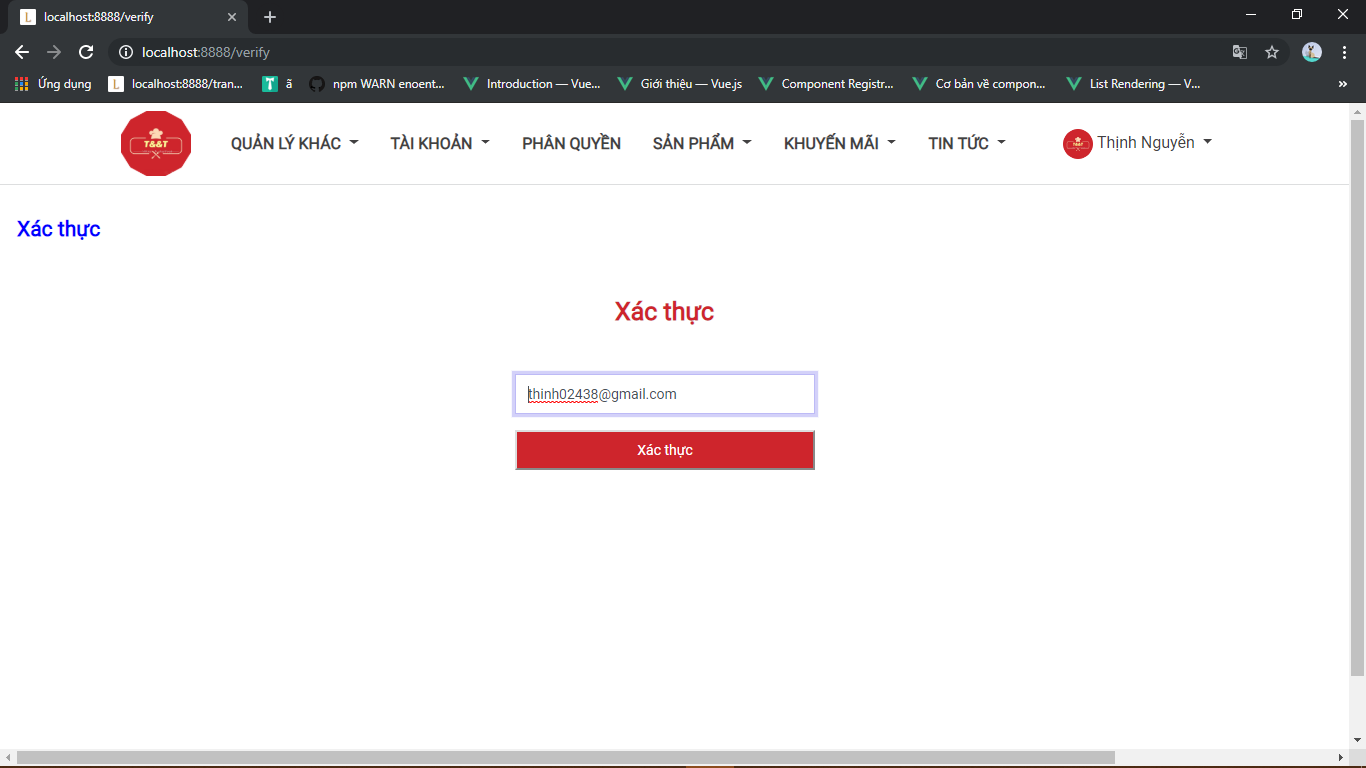 L localhost:8888/verify
localhost:8888/verify
Ứng dụng L localhost:8888/tran... T ã npm WARN enoent... Introduction — Vue... Giới thiệu — Vue.js Component Registr... Cơ bản về compon... List Rendering — V... »
T&&T QUẢN LÝ KHÁC TÀI KHOẢN PHÂN QUYỀN SẢN PHẨM KHUYẾN MÃI TIN TỨC Thịnh Nguyễn
Xác thực
Xác thực
thinh02438@gmail.com
Xác thực